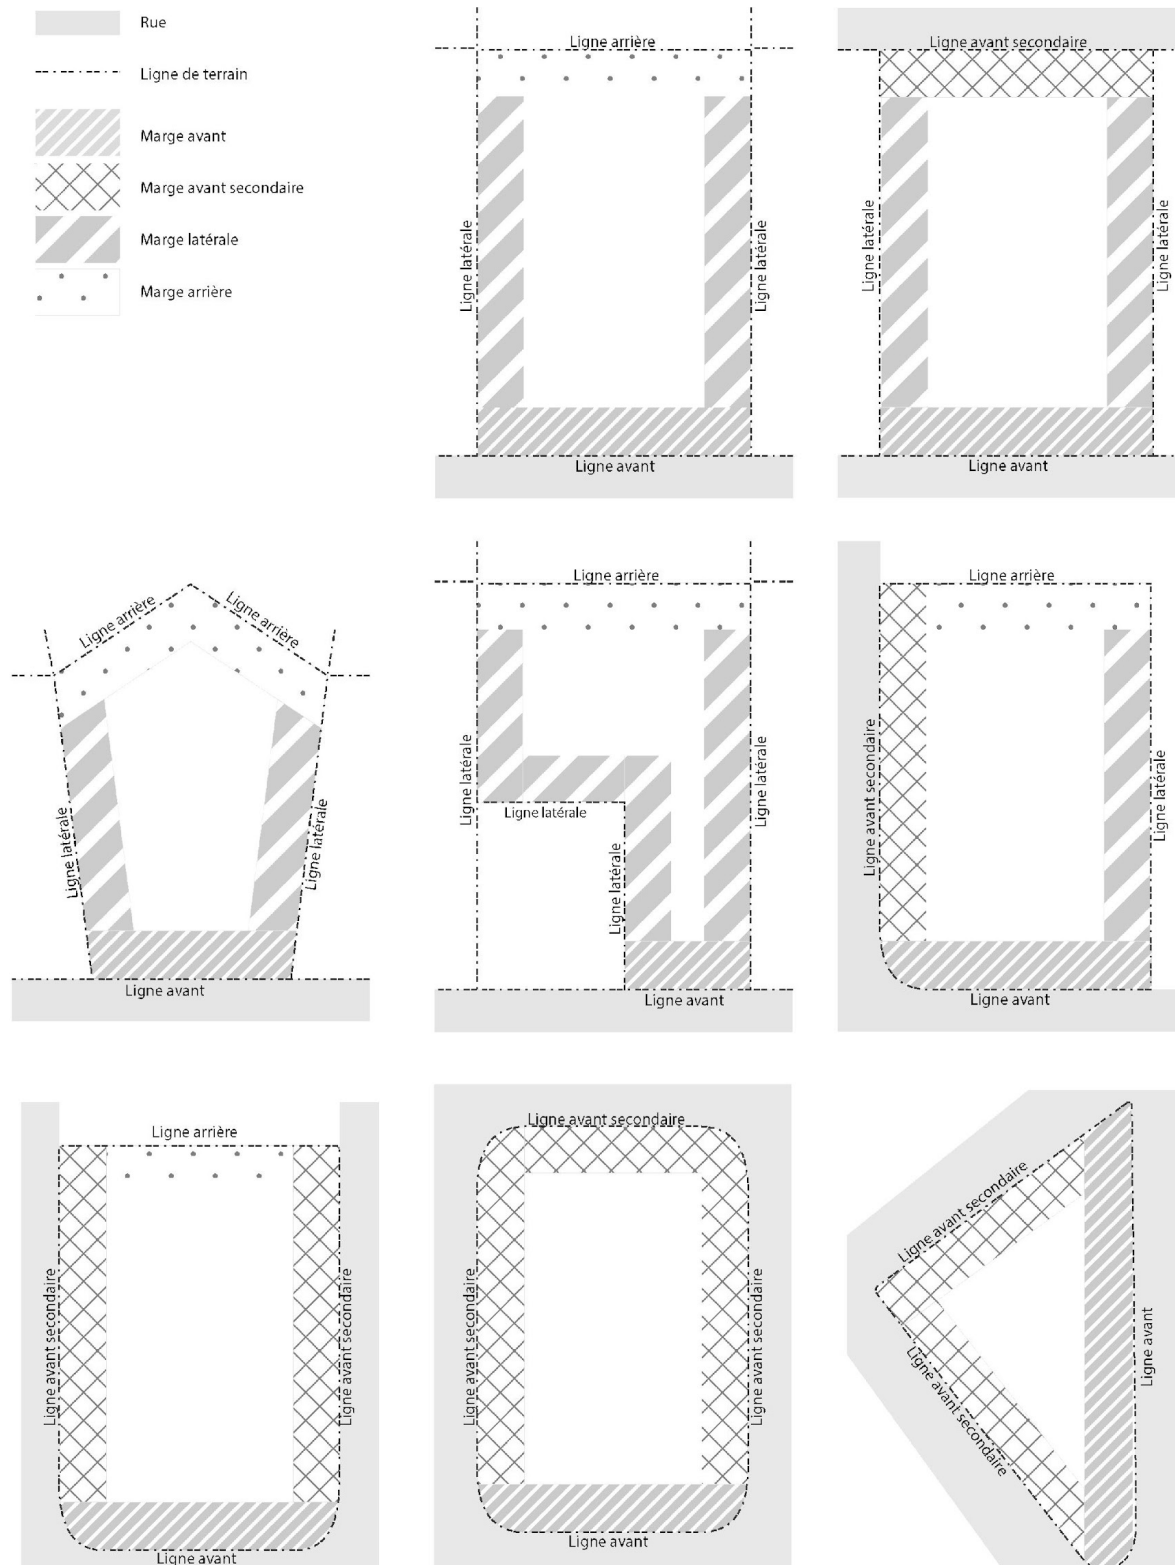 Rue
Ligne de terrain
Marge avant
Marge avant secondaire
Marge latérale
Marge arrière
Ligne arrière
Ligne latérale
Ligne latérale
Ligne avant
Ligne avant secondaire
Ligne latérale
Ligne latérale
Ligne avant
Ligne arrière
Ligne arrière
Ligne latérale
Ligne latérale
Ligne avant
Ligne arrière
Ligne latérale
Ligne latérale
Ligne latérale
Ligne latérale
Ligne avant
Ligne arrière
Ligne avant secondaire
Ligne latérale
Ligne avant
Ligne arrière
Ligne avant secondaire
Ligne avant secondaire
Ligne avant
Ligne avant secondaire
Ligne avant secondaire
Ligne avant secondaire
Ligne avant
Ligne avant secondaire
Ligne avant secondaire
Ligne avant